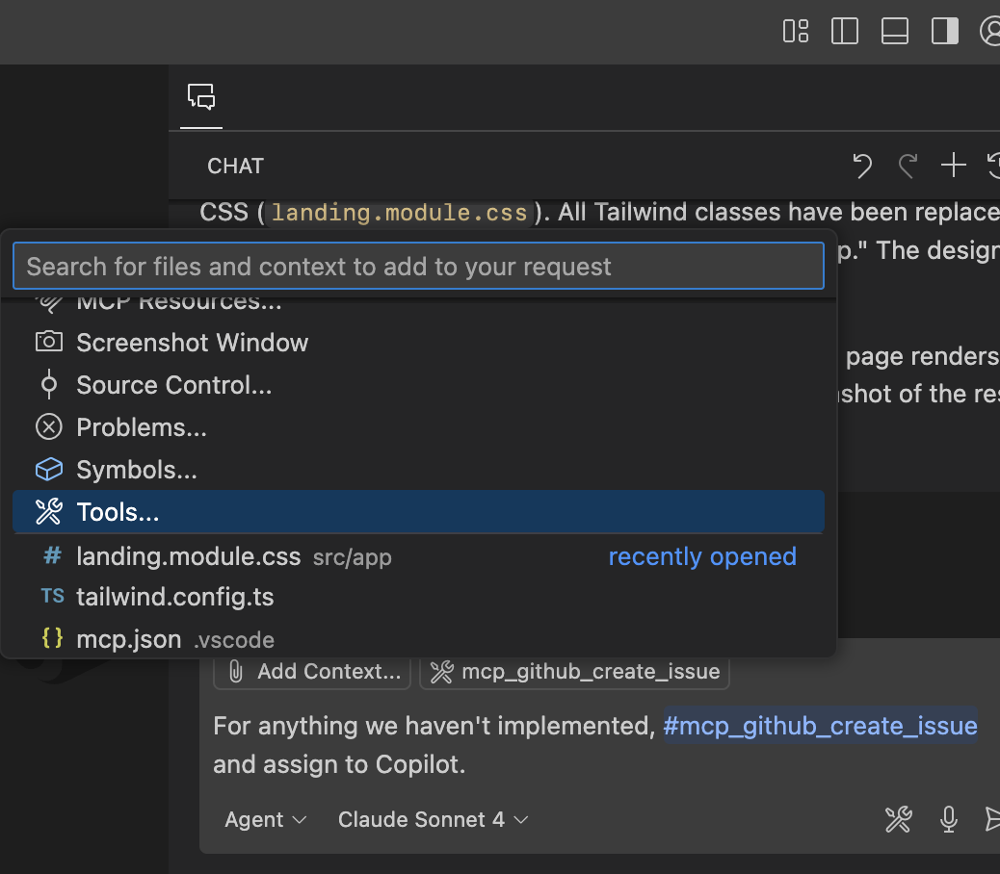 CHAT
CSS (landing.module.css). All Tailwind classes have been replace
p." The design
Search for files and context to add to your request
MCP Resources...
Screenshot Window
page renders
Source Control...
shot of the res
Problems...
Symbols...
Tools...
# landing.module.css src/app recently opened
TS tailwind.config.ts
{} mcp.json .vscode
Add Context... mcp_github_create_issue
For anything we haven't implemented, #mcp_github_create_issue
and assign to Copilot.
Agent Claude Sonnet 4